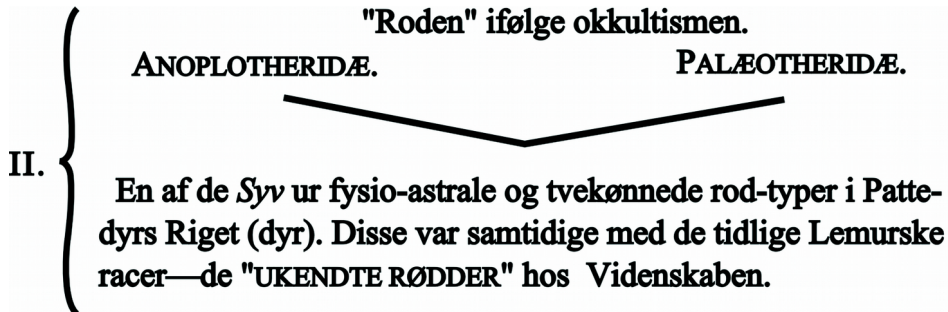 "Roden" ifølge okkultismen.
ANOPLOTHERIDÆ. PALÆOTHERIDÆ.
II.
En af de Syv ur fysio-astrale og tvekønnede rod-typer i Patte-
dyrs Riget (dyr). Disse var samtidige med de tidlige Lemurske
racer—de "UKENDTE RØDDER" hos Videnskaben.